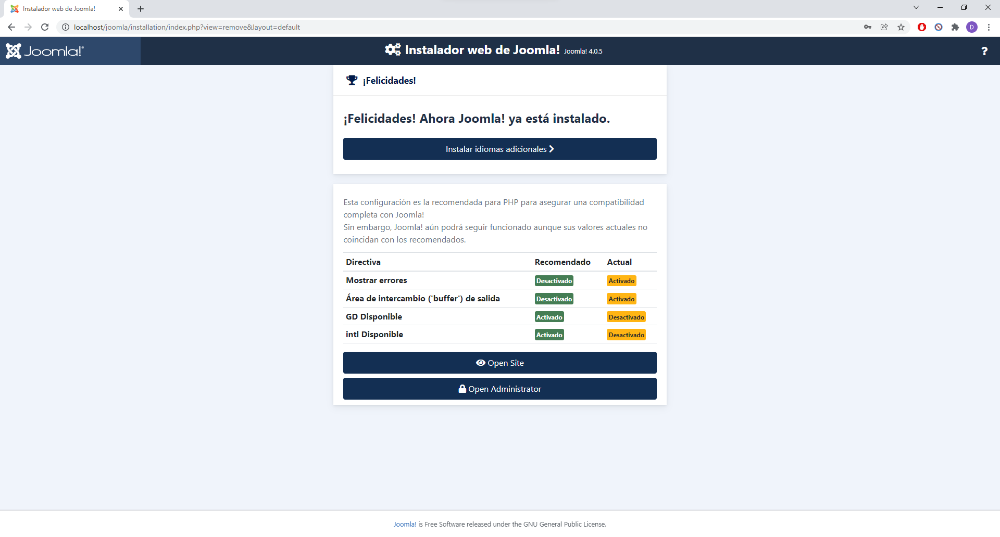 Instalador web de Joomla!
localhost/joomla/installation/index.php?view=remove&layout=default
D
Joomla!®
Instalador web de Joomla! Joomla! 4.0.5
?
¡Felicidades!
¡Felicidades! Ahora Joomla! ya está instalado.
Instalar idiomas adicionales
Esta configuración es la recomendada para PHP para asegurar una compatibilidad
completa con Joomla!
Sin embargo, Joomla! aún podrá seguir funcionado aunque sus valores actuales no
coincidan con los recomendados.
Directiva Recomendado Actual
Mostrar errores Desactivado Activado
Área de intercambio ('buffer') de salida Desactivado Activado
GD Disponible Activado Desactivado
intl Disponible Activado Desactivado
Open Site
Open Administrator
Joomla! is Free Software released under the GNU General Public License.